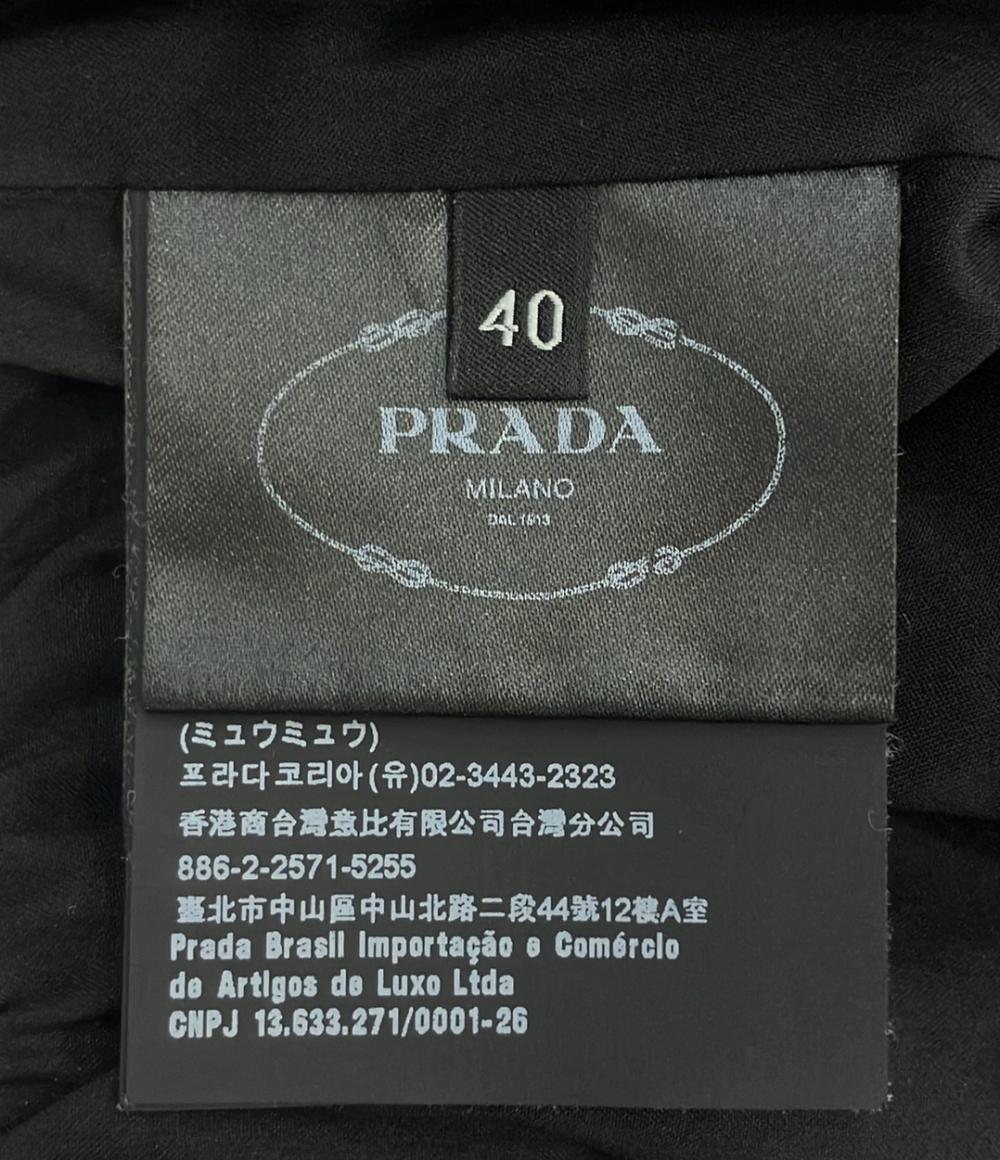 40
PRADA
MILANO
DAL 1913
(ミュウミュウ)
프라다코리아(유)02-3443-2323
香港商台灣意比有限公司台灣分公司
886-2-2571-5255
臺北市中山區中山北路二段44號12樓A室
Prada Brasil Importação e Comércio
de Artigos de Luxo Ltda
CNPJ 13.633.271/0001-26